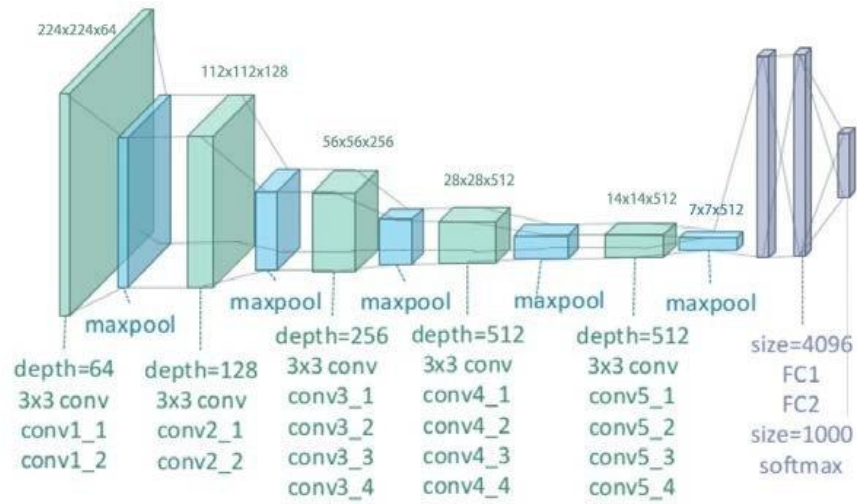 224x224x64
112x112x128
56x56x256
28x28x512
14x14x512
7x7x512
maxpool
maxpool
maxpool
maxpool
maxpool
depth=64
3x3 conv
conv1_1
conv1_2
depth=128
3x3 conv
conv2_1
conv2_2
depth=256
3x3 conv
conv3_1
conv3_2
conv3_3
conv3_4
depth=512
3x3 conv
conv4_1
conv4_2
conv4_3
conv4_4
depth=512
3x3 conv
conv5_1
conv5_2
conv5_3
conv5_4
size=4096
FC1
FC2
size=1000
softmax